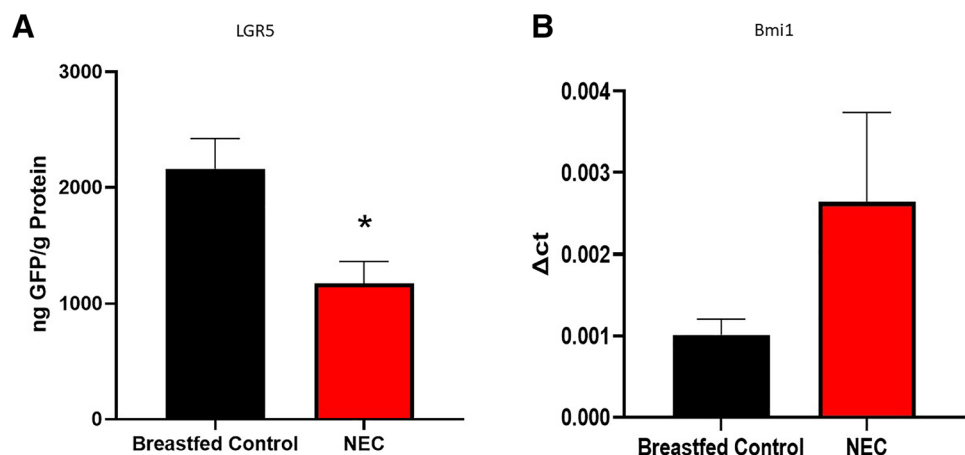 A
LGR5
ng GFP/g Protein
3000
2000
1000
0
*
Breastfed Control
NEC
B
Bmi1
Δct
0.004
0.003
0.002
0.001
0.000
Breastfed Control
NEC